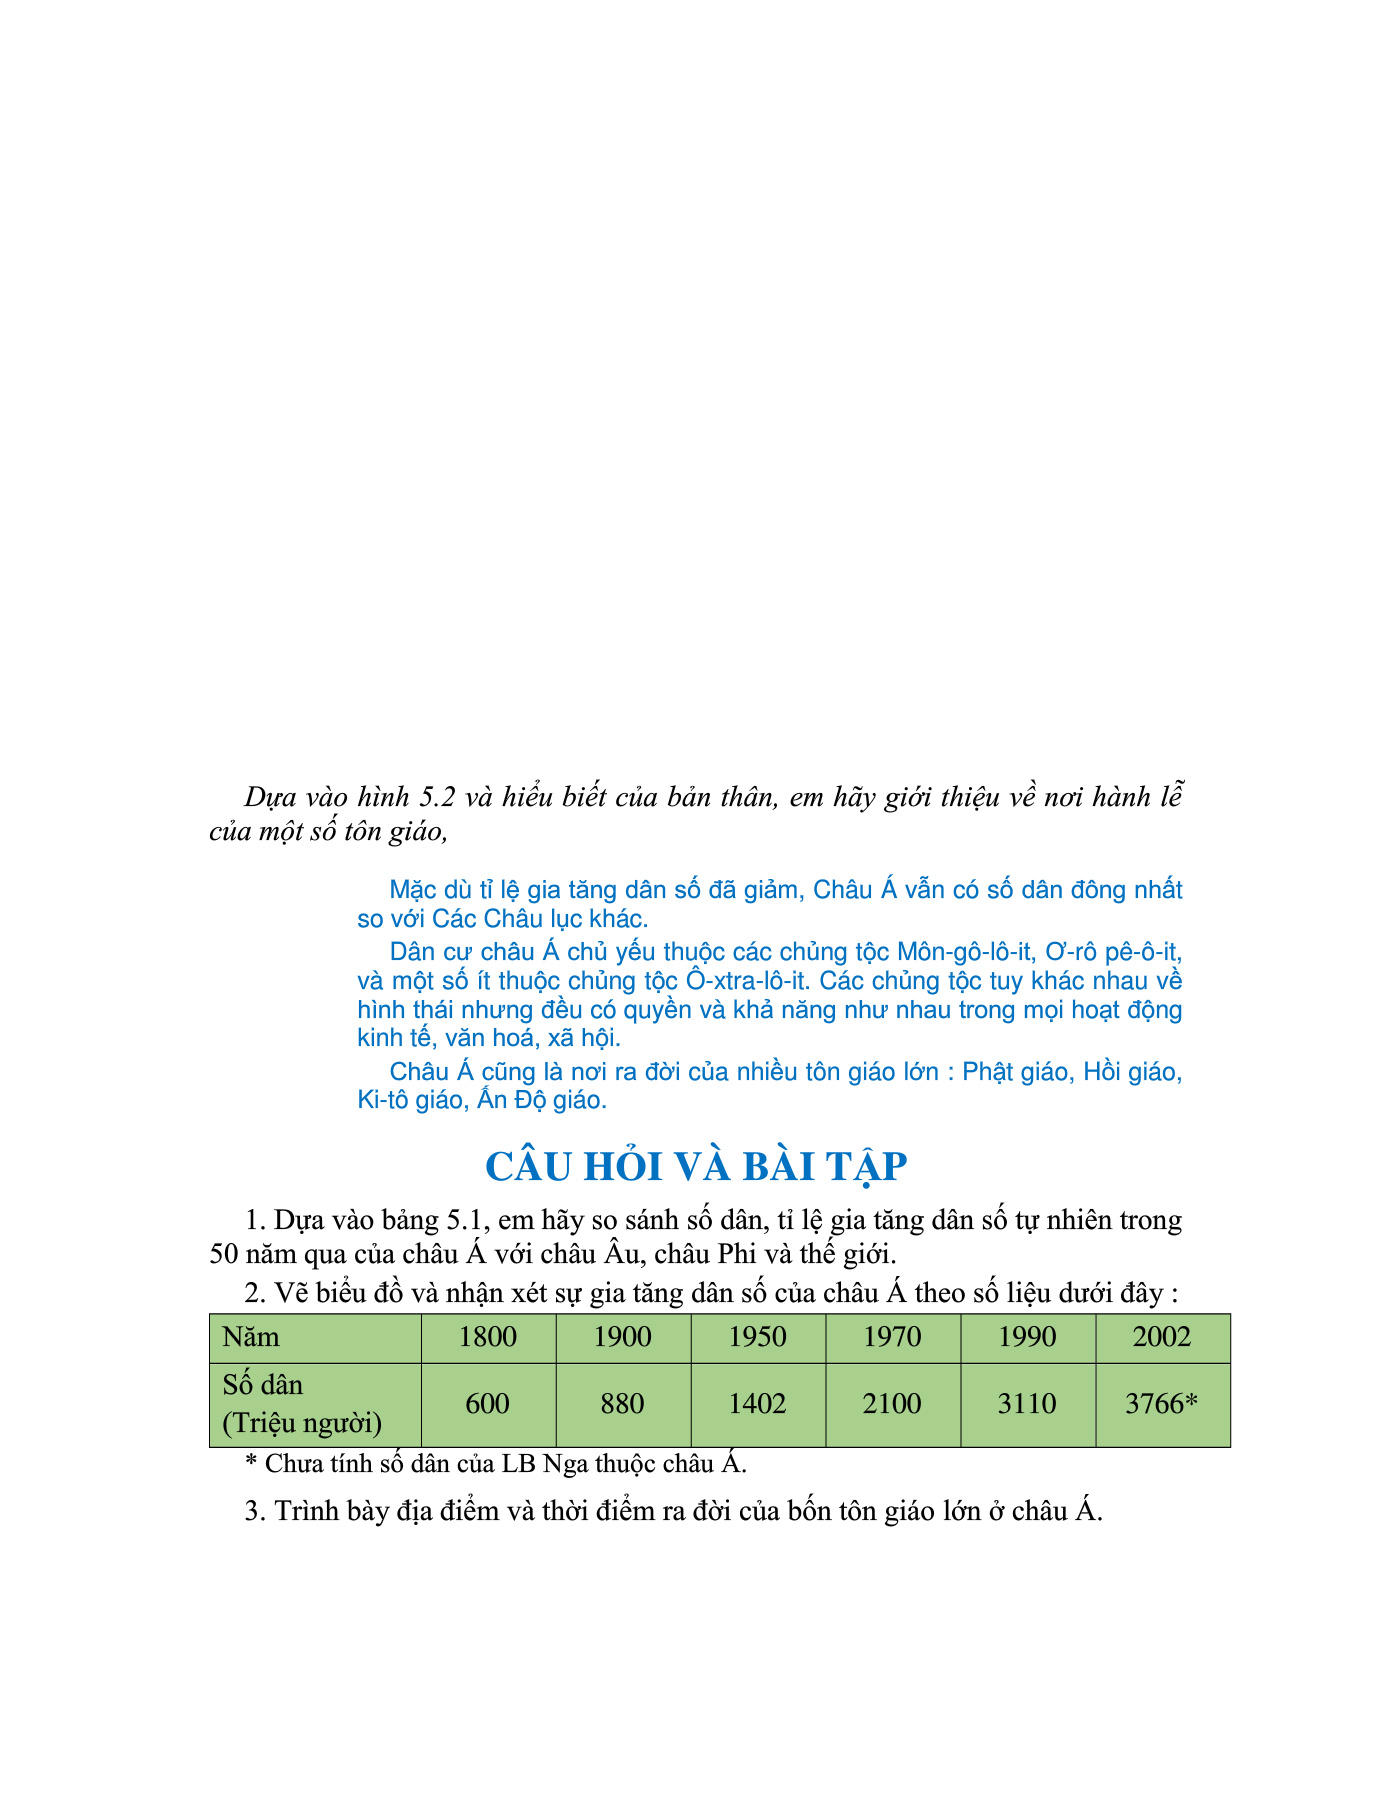 Dựa vào hình 5.2 và hiểu biết của bản thân, em hãy giới thiệu về nơi hành lễ
của một số tôn giáo,
Mặc dù tỉ lệ gia tăng dân số đã giảm, Châu Á vẫn có số dân đông nhất
so với Các Châu lục khác.
Dân cư châu Á chủ yếu thuộc các chủng tộc Môn-gô-lô-it, Ơ-rô pê-ô-it,
và một số ít thuộc chủng tộc Ô-xtra-lô-it. Các chủng tộc tuy khác nhau về
hình thái nhưng đều có quyền và khả năng như nhau trong mọi hoạt động
kinh tế, văn hoá, xã hội.
Châu Á cũng là nơi ra đời của nhiều tôn giáo lớn : Phật giáo, Hồi giáo,
Ki-tô giáo, Ấn Độ giáo.
CÂU HỎI VÀ BÀI TẬP
1. Dựa vào bảng 5.1, em hãy so sánh số dân, tỉ lệ gia tăng dân số tự nhiên trong
50 năm qua của châu Á với châu Âu, châu Phi và thế giới.
2. Vẽ biểu đồ và nhận xét sự gia tăng dân số của châu Á theo số liệu dưới đây :
Năm 1800 1900 1950 1970 1990 2002
Số dân
(Triệu người) 600 880 1402 2100 3110 3766*
* Chưa tính số dân của LB Nga thuộc châu Á.
3. Trình bày địa điểm và thời điểm ra đời của bốn tôn giáo lớn ở châu Á.